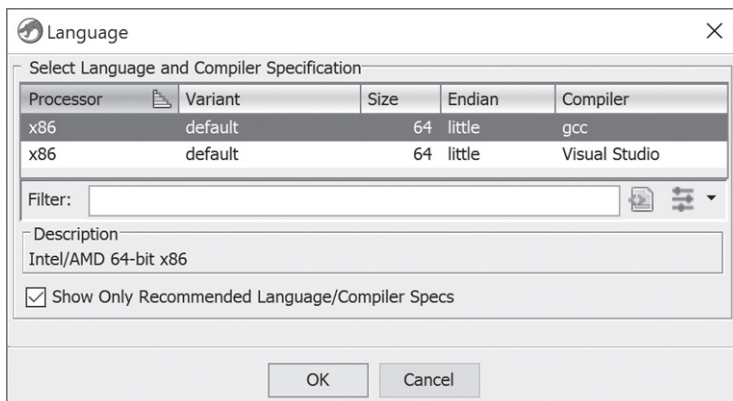 Language
Select Language and Compiler Specification
Processor Variant Size Endian Compiler
x86 default 64 little gcc
x86 default 64 little Visual Studio
Filter:
Description
Intel/AMD 64-bit x86
Show Only Recommended Language/Compiler Specs
OK Cancel